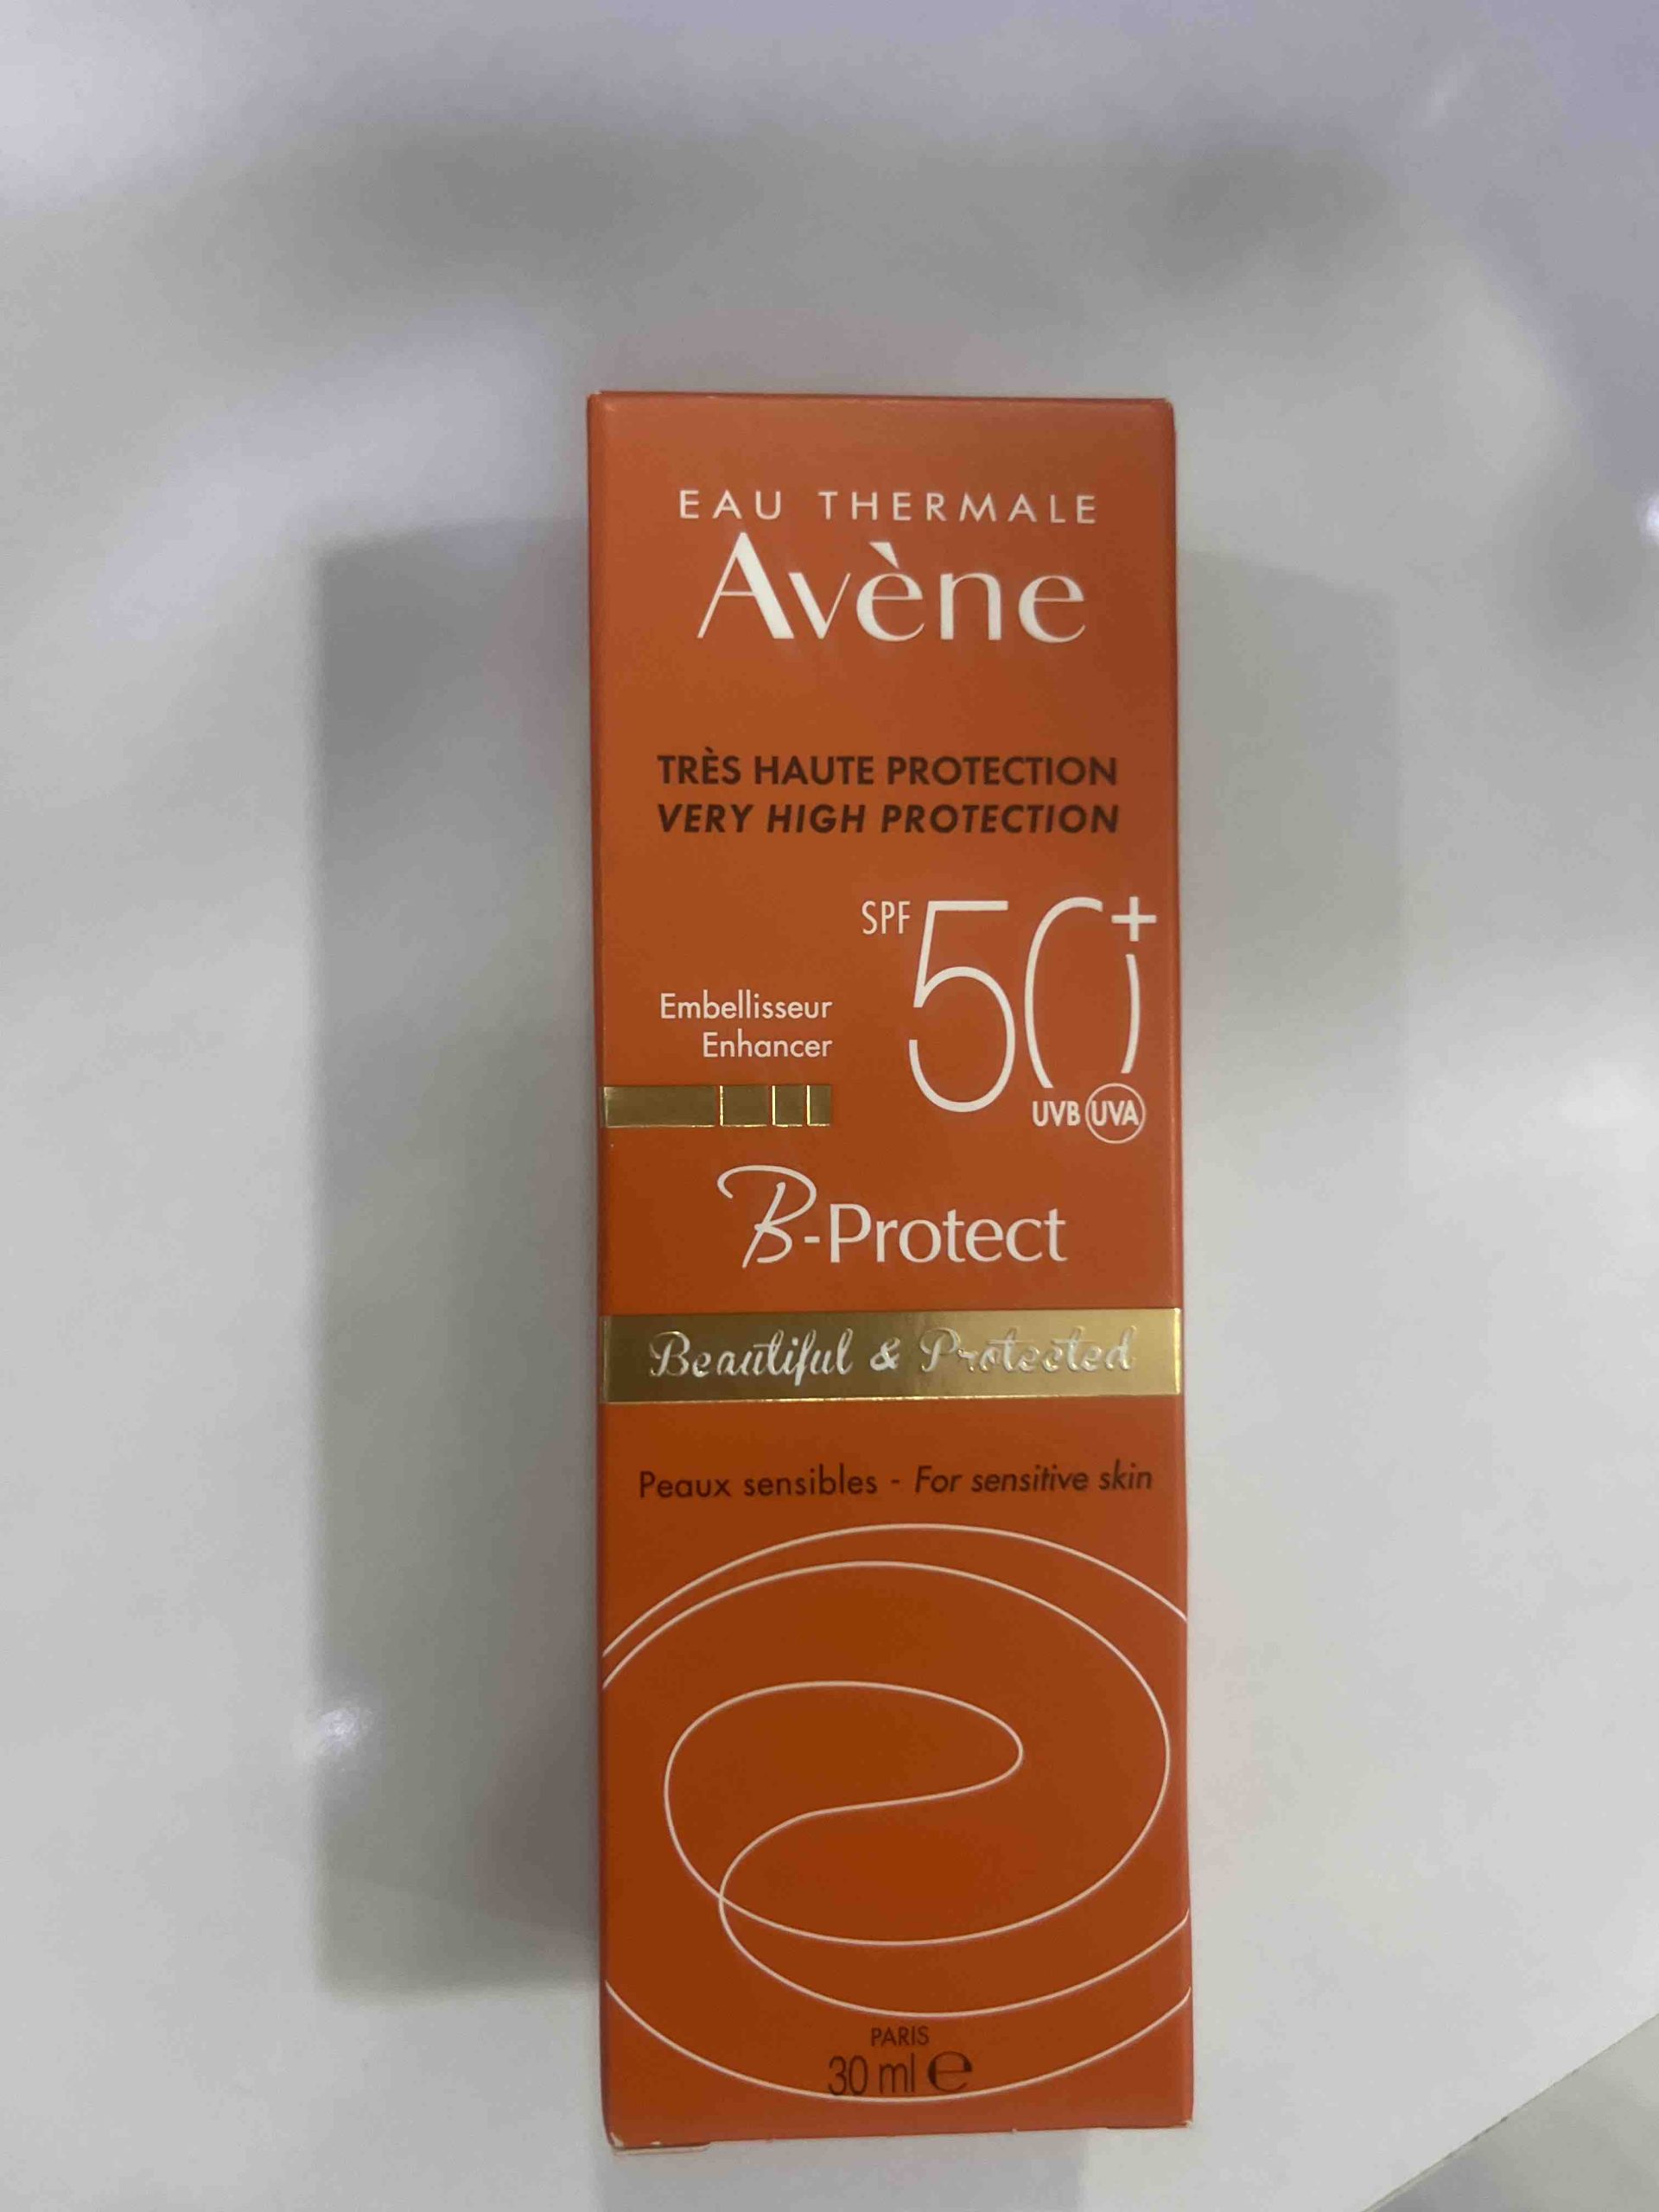 EAU THERMALE
Avène
TRÈS HAUTE PROTECTION
VERY HIGH PROTECTION
SPF 50+
Embellisseur
Enhancer
UVB UVA
B-Protect
Beautiful & Protected
Peaux sensibles - For sensitive skin
PARIS
30 ml e